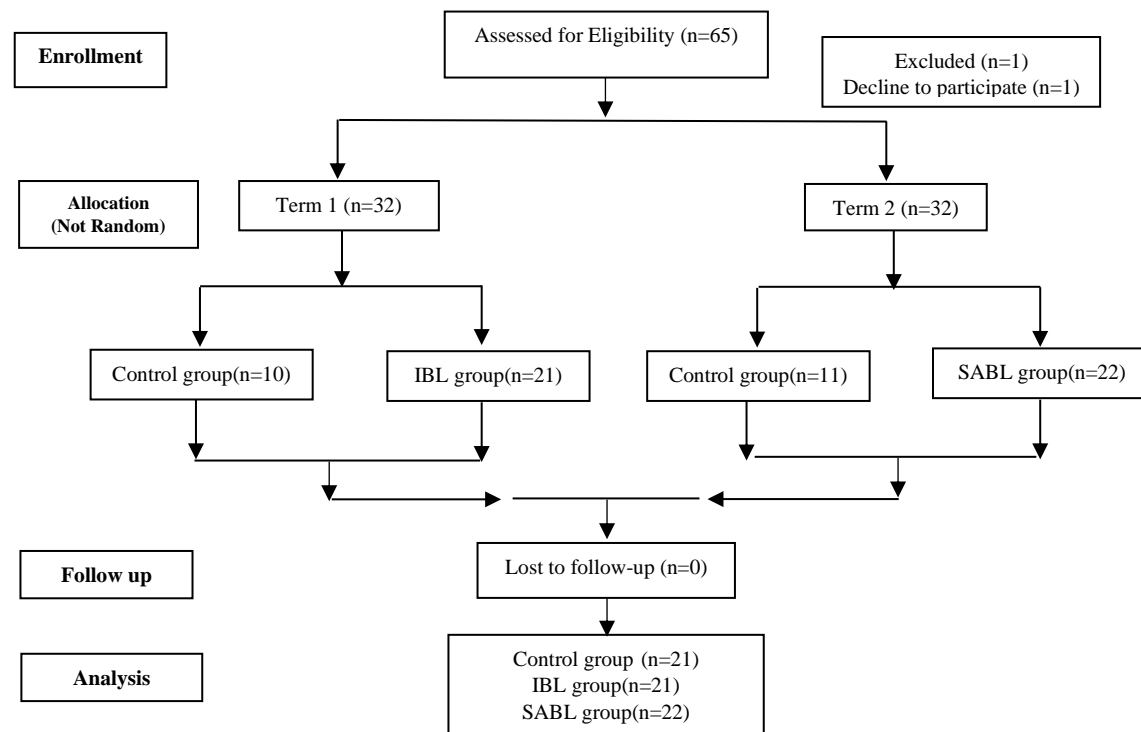 Assessed for Eligibility (n=65)
Enrollment
Excluded (n=1)
Decline to participate (n=1)
Allocation
(Not Random)
Term 1 (n=32)
Term 2 (n=32)
Control group(n=10)
IBL group(n=21)
Control group(n=11)
SABL group(n=22)
Follow up
Lost to follow-up (n=0)
Analysis
Control group (n=21)
IBL group(n=21)
SABL group(n=22)